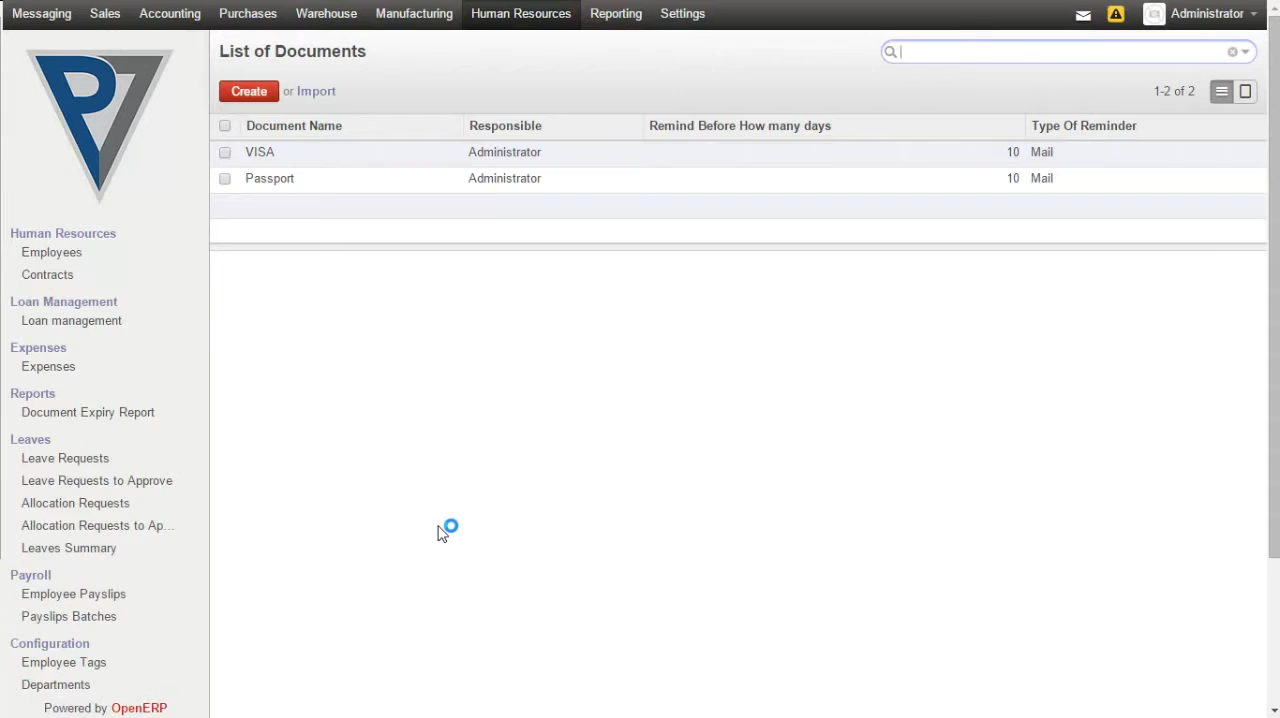 Messaging Sales Accounting Purchases Warehouse Manufacturing Human Resources Reporting Settings Administrator
List of Documents
Create or Import 1-2 of 2
Document Name Responsible Remind Before How many days Type Of Reminder
VISA Administrator 10 Mail
Passport Administrator 10 Mail
P7
Human Resources
Employees
Contracts
Loan Management
Loan management
Expenses
Expenses
Reports
Document Expiry Report
Leaves
Leave Requests
Leave Requests to Approve
Allocation Requests
Allocation Requests to Ap...
Leaves Summary
Payroll
Employee Payslips
Payslips Batches
Configuration
Employee Tags
Departments
Powered by OpenERP